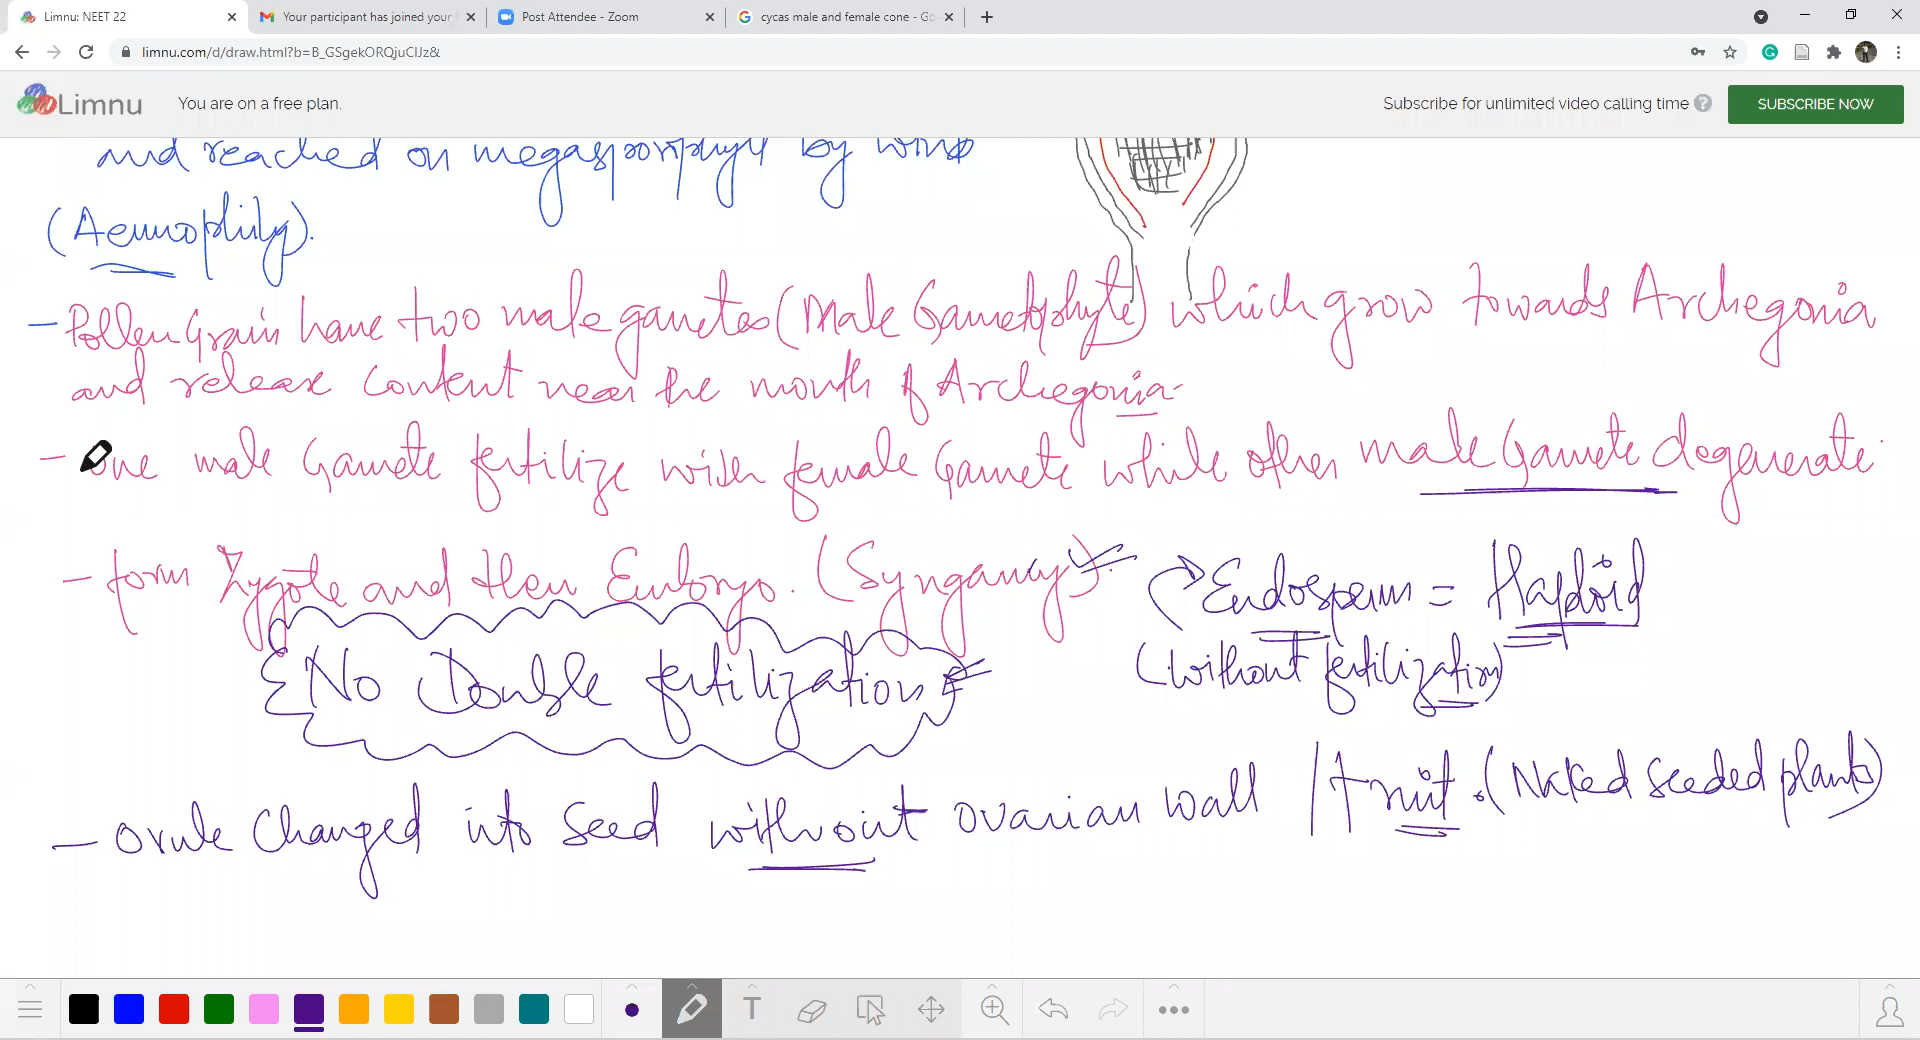 Limnu: NEET 22
Your participant has joined your
Post Attendee - Zoom
cycas male and female cone - Go
limnu.com/d/draw.html?b=B_GSgekORQjuClJz&
Limnu
You are on a free plan.
Subscribe for unlimited video calling time
SUBSCRIBE NOW
and reached on megasporophyll by wind
(Aenmophily).
- Pollen Grain have two male gametes (Male Gametophyte) which grow towards Archegonia
and release content near the mouth of Archegonia
- One male Gamete fertilize with female Gamete while other male Gamete degenerate
- form Zygote and then Embryo. (Syngamy)
Endosperm = Haploid
(without fertilization)
No Double fertilization
- Ovule changed into seed without ovarian wall / fruit. (Naked seeded plants)
T